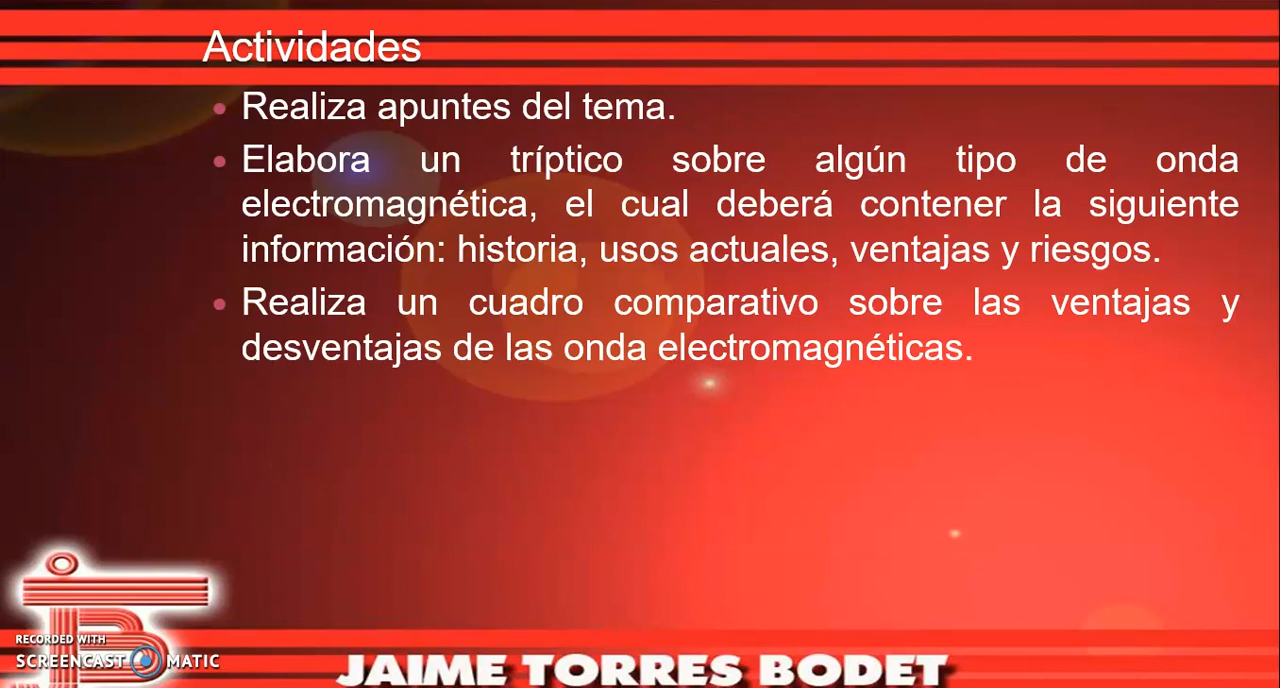 Actividades
Realiza apuntes del tema.
Elabora un tríptico sobre algún tipo de onda
electromagnética, el cual deberá contener la siguiente
información: historia, usos actuales, ventajas y riesgos.
Realiza un cuadro comparativo sobre las ventajas y
desventajas de las onda electromagnéticas.
RECORDED WITH
SCREENCAST MATIC
JAIME TORRES BODET